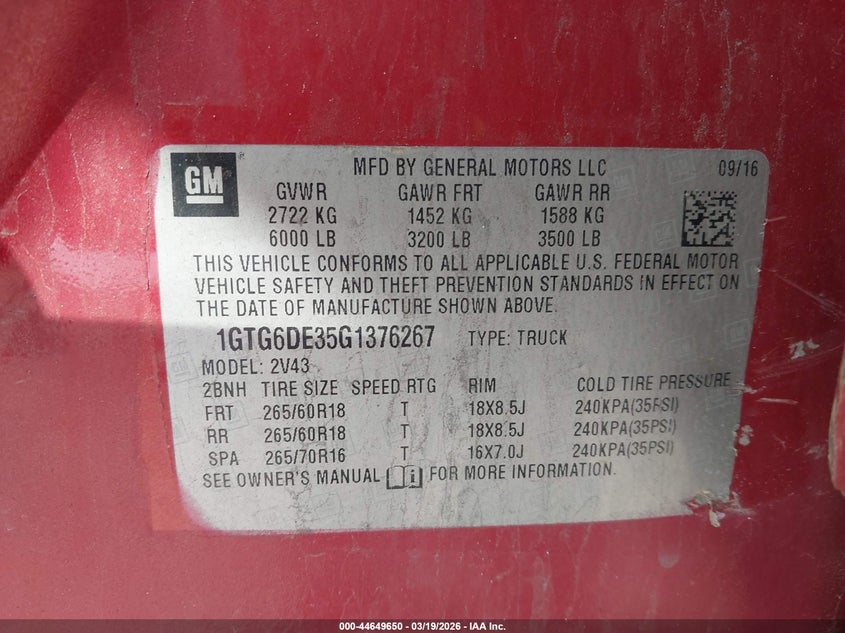 GM
MFD BY GENERAL MOTORS LLC 09/16
GVWR GAWR FRT GAWR RR
2722 KG 1452 KG 1588 KG
6000 LB 3200 LB 3500 LB
THIS VEHICLE CONFORMS TO ALL APPLICABLE U.S. FEDERAL MOTOR
VEHICLE SAFETY AND THEFT PREVENTION STANDARDS IN EFFECT ON
THE DATE OF MANUFACTURE SHOWN ABOVE.
1GTG6DE35G1376267 TYPE: TRUCK
MODEL: 2V43
2BNH TIRE SIZE SPEED RTG RIM COLD TIRE PRESSURE
FRT 265/60R18 T 18X8.5J 240KPA(35PSI)
RR 265/60R18 T 18X8.5J 240KPA(35PSI)
SPA 265/70R16 T 16X7.0J 240KPA(35PSI)
SEE OWNER'S MANUAL i FOR MORE INFORMATION.
000-44649650 — 03/19/2026 — IAA Inc.